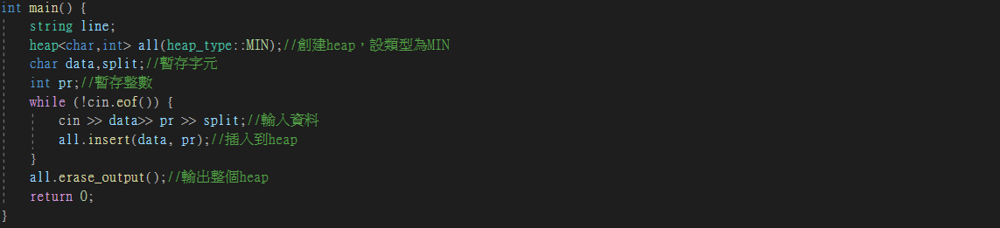 int main() {
    string line;
    heap<char,int> all(heap_type::MIN);//創建heap，設類型為MIN
    char data,split;//暫存字元
    int pr;//暫存整數
    while (!cin.eof()) {
        cin >> data>> pr >> split;//輸入資料
        all.insert(data, pr);//插入到heap
    }
    all.erase_output();//輸出整個heap
    return 0;
}